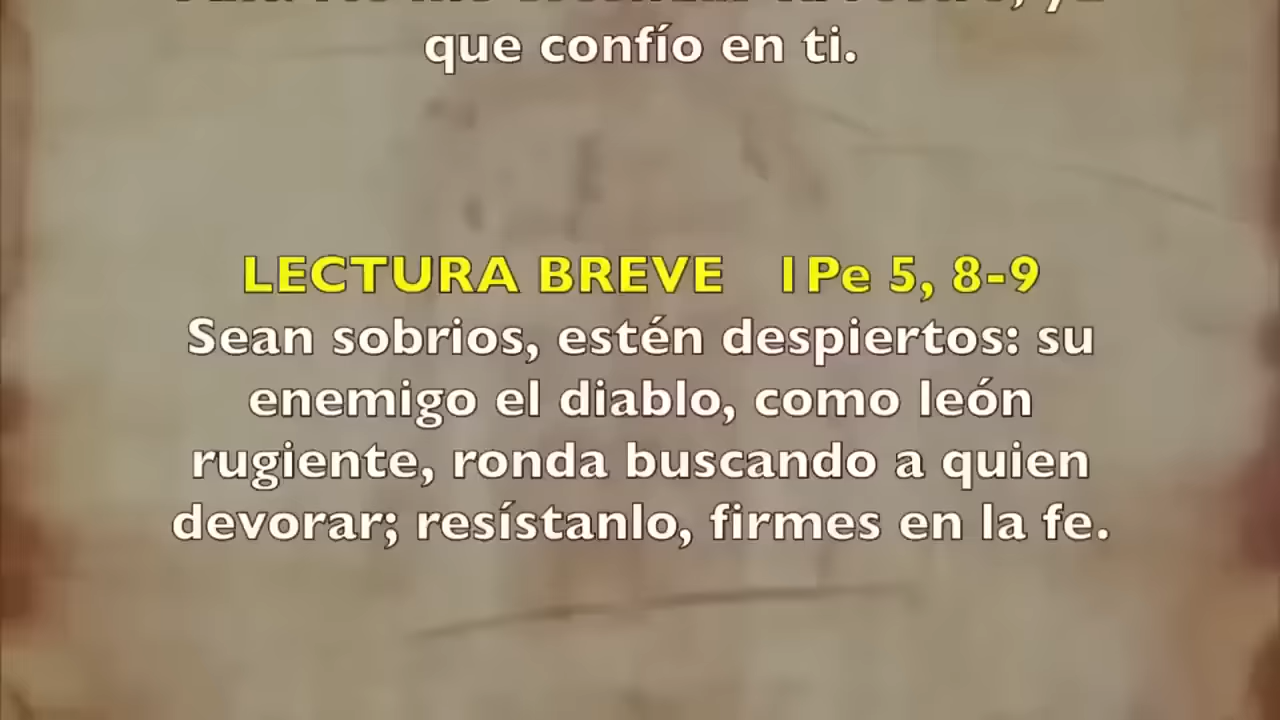 que confío en ti.
LECTURA BREVE 1Pe 5, 8-9
Sean sobrios, estén despiertos: su
enemigo el diablo, como león
rugiente, ronda buscando a quien
devorar; resístanlo, firmes en la fe.